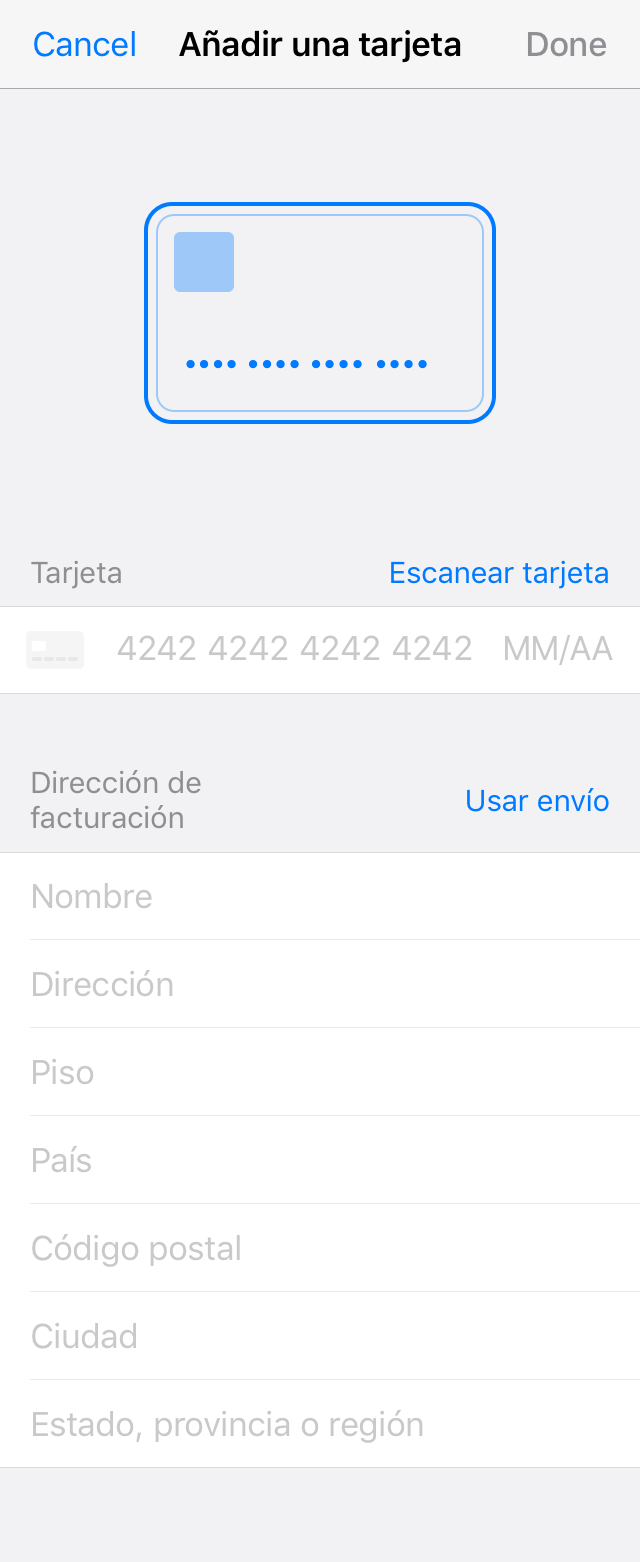 Cancel Añadir una tarjeta Done
Tarjeta Escanear tarjeta
4242 4242 4242 4242 MM/AA
Dirección de
facturación
Usar envío
Nombre
Dirección
Piso
País
Código postal
Ciudad
Estado, provincia o región